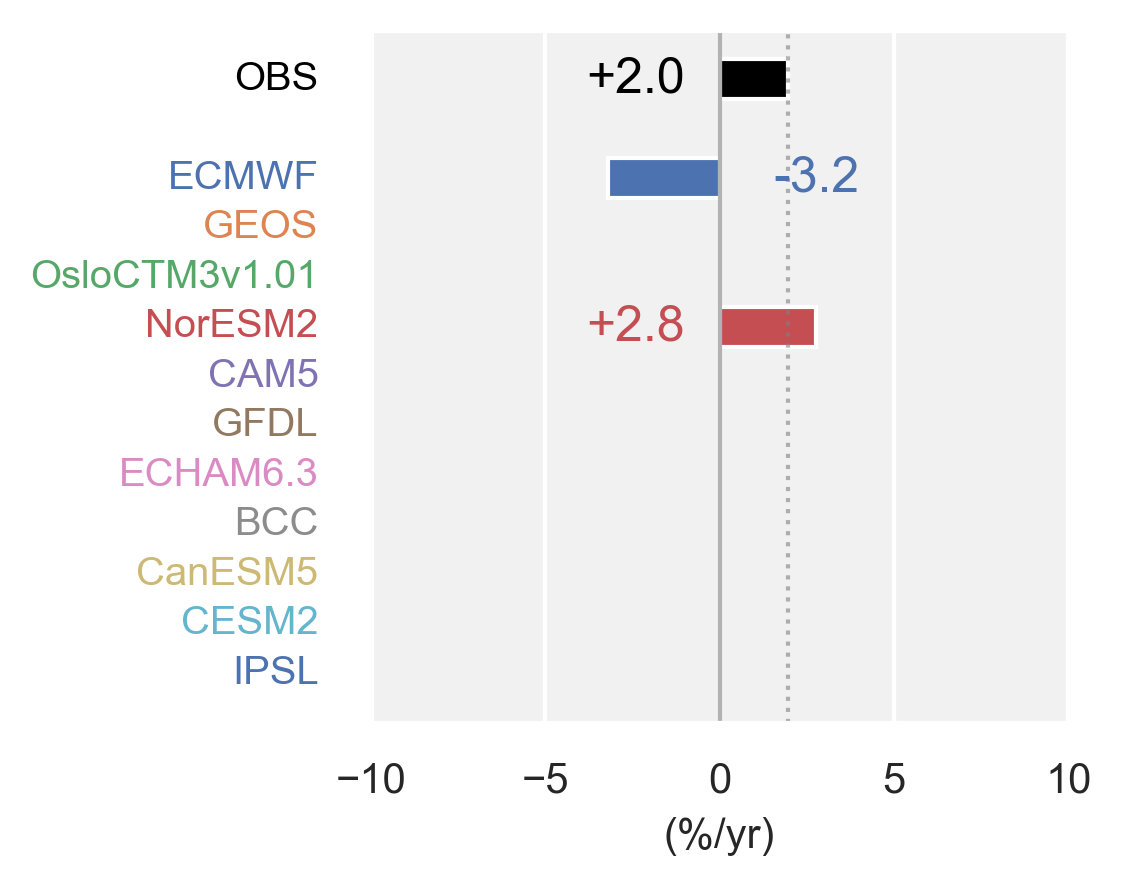 OBS +2.0
ECMWF -3.2
GEOS
OsloCTM3v1.01
NorESM2 +2.8
CAM5
GFDL
ECHAM6.3
BCC
CanESM5
CESM2
IPSL
−10 −5 0 5 10
(%/yr)